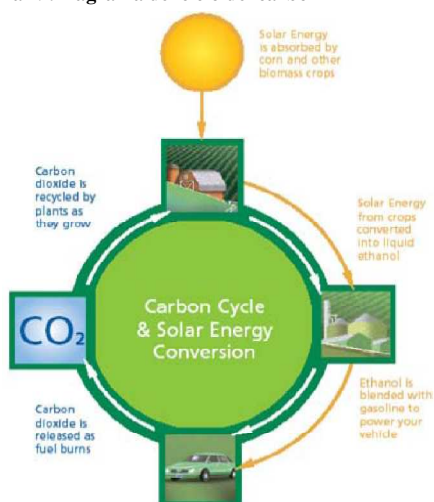 Solar Energy
is absorbed by
corn and other
biomass crops
Carbon
dioxide is
recycled by
plants as
they grow
Solar Energy
from crops
converted
into liquid
ethanol
Carbon Cycle
& Solar Energy
Conversion
CO₂
Ethanol is
blended with
gasoline to
power your
vehicle
Carbon
dioxide is
released as
fuel burns